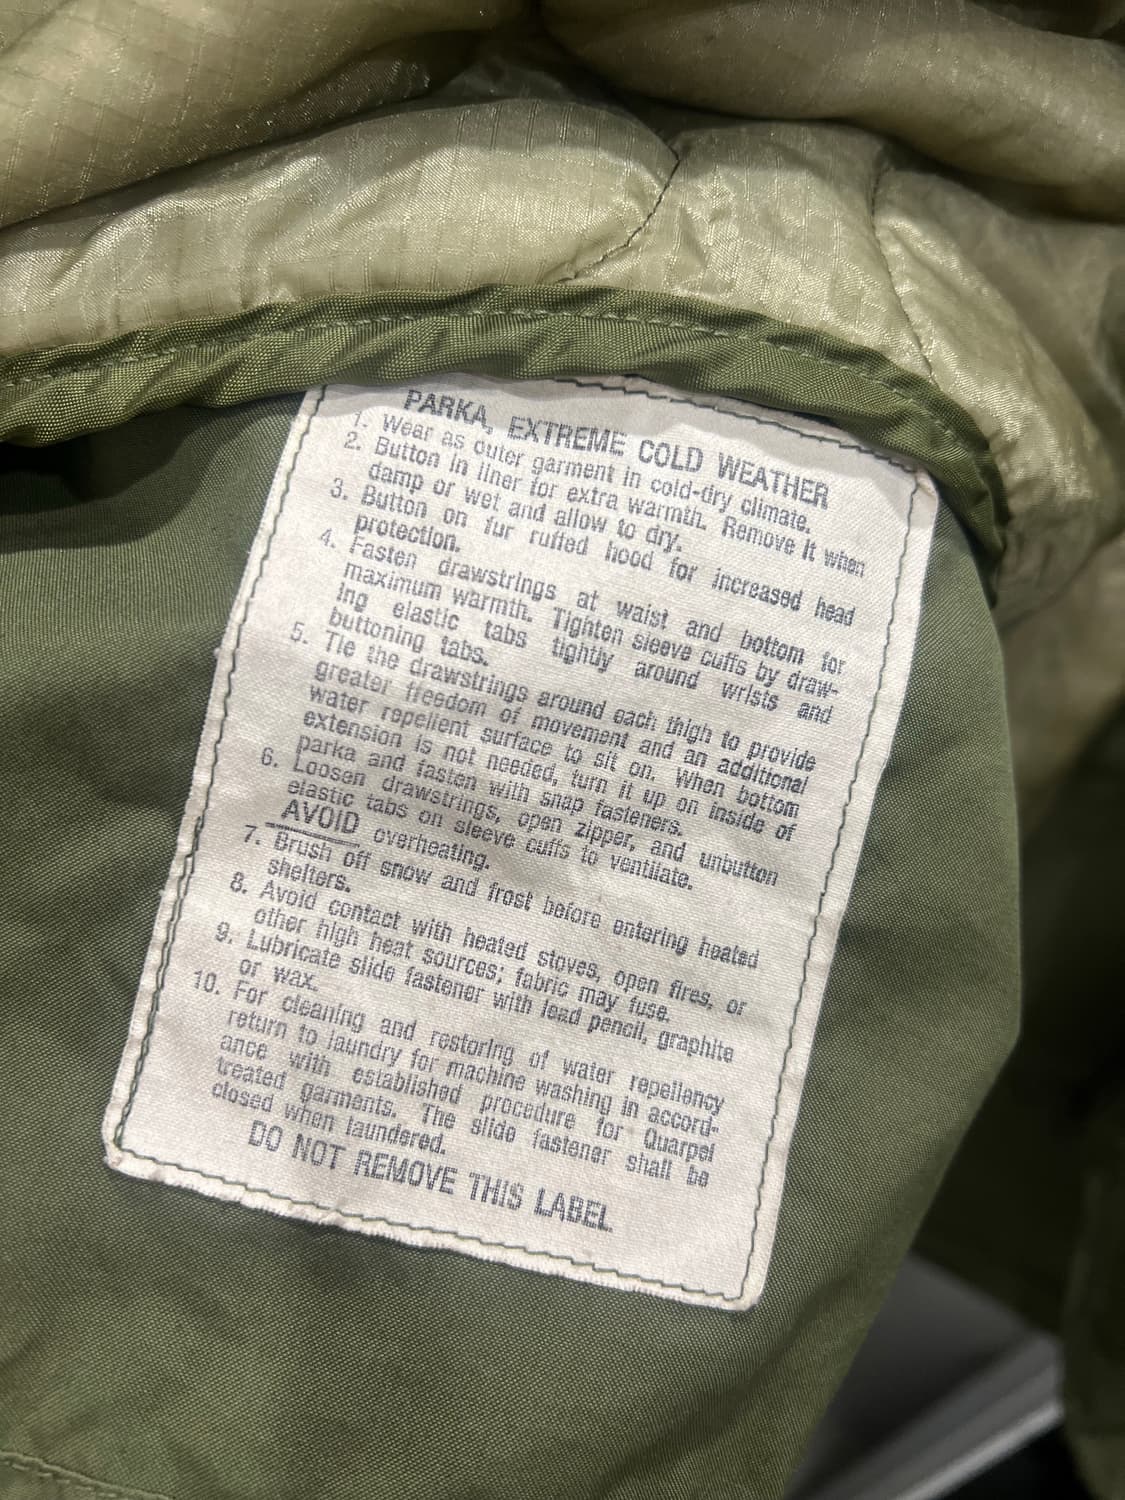 PARKA, EXTREME COLD WEATHER
1. Wear as outer garment in cold-dry climate.
2. Button in liner for extra warmth. Remove it when
damp or wet and allow to dry.
3. Button on fur ruffed hood for increased head
protection.
4. Fasten drawstrings at waist and bottom for
maximum warmth. Tighten sleeve cuffs by draw-
ing elastic tabs tightly around wrists and
buttoning tabs.
5. Tie the drawstrings around each thigh to provide
greater freedom of movement and an additional
water repellent surface to sit on. When bottom
extension is not needed, turn it up on inside of
parka and fasten with snap fasteners.
6. Loosen drawstrings, open zipper, and unbutton
elastic tabs on sleeve cuffs to ventilate.
AVOID overheating.
7. Brush off snow and frost before entering heated
shelters.
8. Avoid contact with heated stoves, open fires, or
other high heat sources; fabric may fuse.
9. Lubricate slide fastener with lead pencil, graphite
or wax.
10. For cleaning and restoring of water repellency
return to laundry for machine washing in accord-
ance with established procedure for Quarpel
treated garments. The slide fastener shall be
closed when laundered.
DO NOT REMOVE THIS LABEL